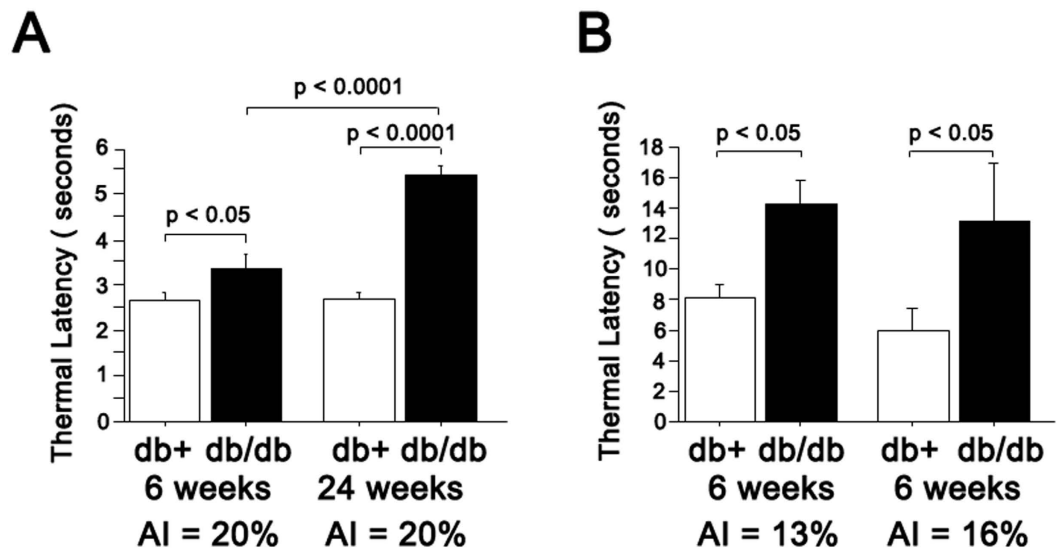 A
p < 0.0001
p < 0.0001
p < 0.05
Thermal Latency ( seconds)
6
5
4
3
2
1
0
db+ db/db db+ db/db
6 weeks 24 weeks
AI = 20% AI = 20%
B
p < 0.05 p < 0.05
Thermal Latency ( seconds)
18
16
14
12
10
8
6
4
2
0
db+ db/db db+ db/db
6 weeks 6 weeks
AI = 13% AI = 16%